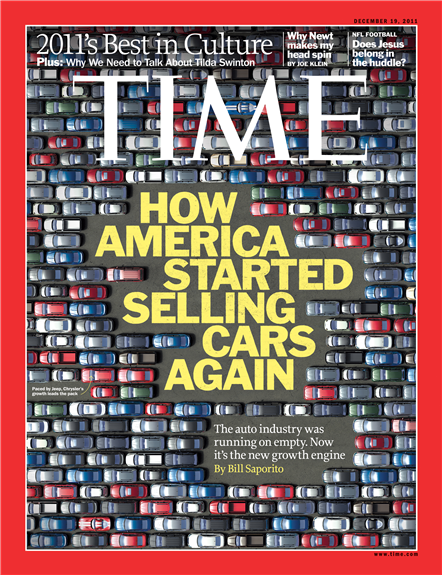 DECEMBER 19, 2011
2011's Best in Culture
Plus: Why We Need to Talk About Tilda Swinton
Why Newt
makes my
head spin
BY JOE KLEIN
NFL FOOTBALL
Does Jesus
belong in
the huddle?
TIME
HOW
AMERICA
STARTED
SELLING
CARS
AGAIN
Paced by Jeep, Chrysler's
growth leads the pack
The auto industry was
running on empty. Now
it's the new growth engine
By Bill Saporito
www.time.com